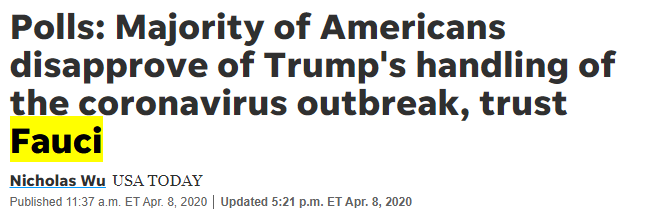 Polls: Majority of Americans
disapprove of Trump's handling of
the coronavirus outbreak, trust
Fauci
Nicholas Wu USA TODAY
Published 11:37 a.m. ET Apr. 8, 2020 | Updated 5:21 p.m. ET Apr. 8, 2020